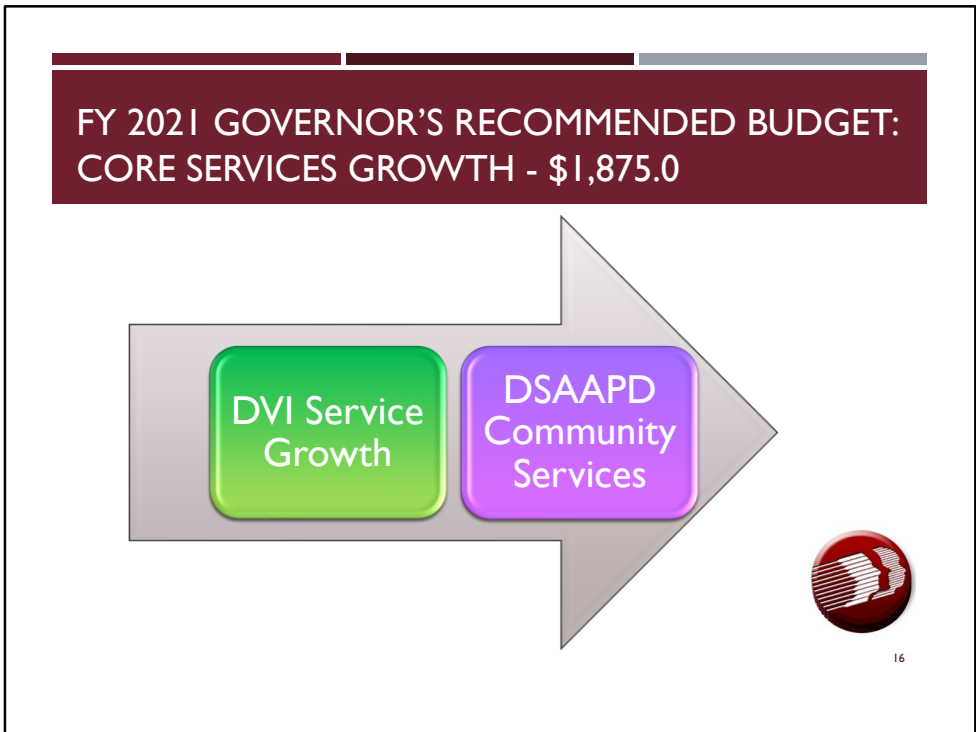 FY 2021 GOVERNOR’S RECOMMENDED BUDGET:
CORE SERVICES GROWTH - $1,875.0
DVI Service
Growth
DSAAPD
Community
Services
16